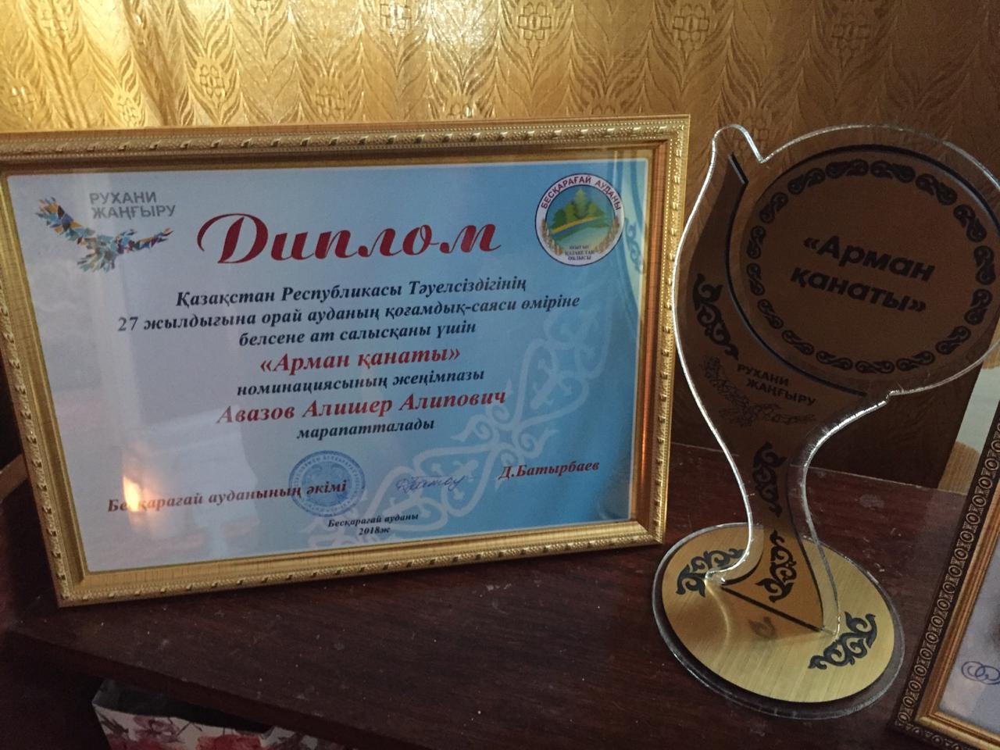 РУХАНИ
ЖАҢҒЫРУ
Диплом
БЕСҚАРАҒАЙ АУДАНЫ
ШЫҒЫС
ҚАЗАҚСТАН
ОБЛЫСЫ
Қазақстан Республикасы Тәуелсіздігінің
27 жылдығына орай ауданың қоғамдық-саяси өміріне
белсене ат салысқаны үшін
«Арман қанаты»
номинациясының жеңімпазы
Авазов Алишер Алипович
марапатталады
Бесқарағай ауданының әкімі
Д.Батырбаев
Бесқарағай ауданы
2018ж
«Арман
қанаты»
РУХАНИ
ЖАҢҒЫРУ